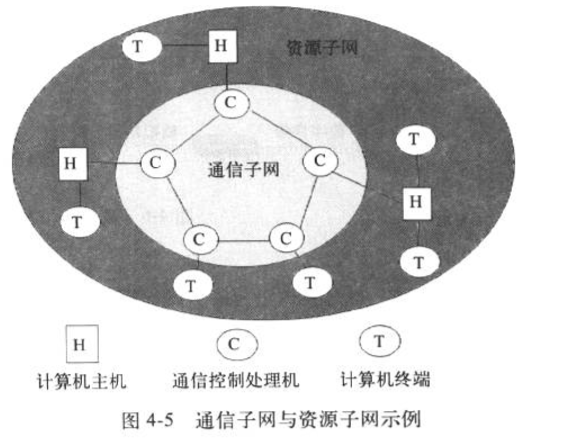 T H 资源子网
C
H C 通信子网 C T
T H
C C T
T T
H C T
计算机主机 通信控制处理机 计算机终端
图 4-5 通信子网与资源子网示例